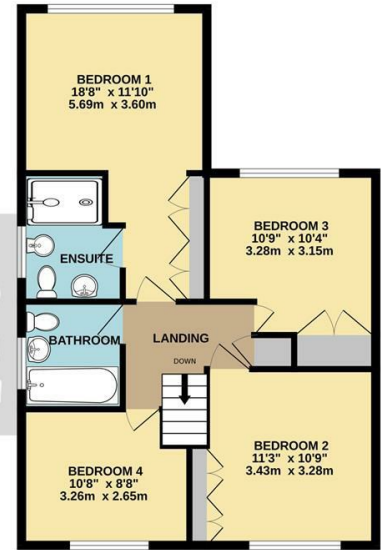 BEDROOM 1
18'8" x 11'10"
5.69m x 3.60m
BEDROOM 3
10'9" x 10'4"
3.28m x 3.15m
ENSUITE
BATHROOM
LANDING
DOWN
BEDROOM 2
11'3" x 10'9"
3.43m x 3.28m
BEDROOM 4
10'8" x 8'8"
3.26m x 2.65m